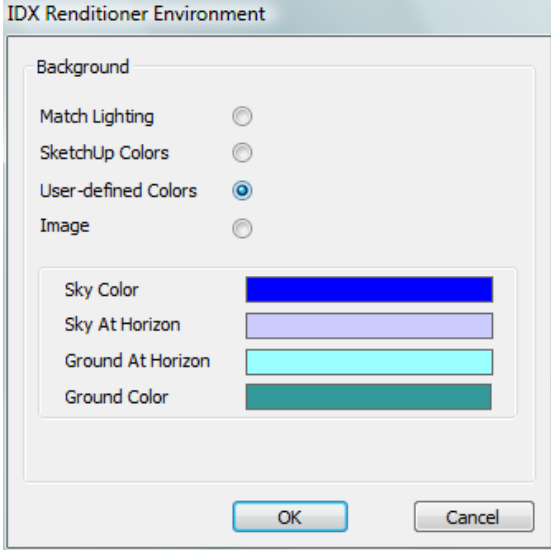 IDX Renditioner Environment
Background
Match Lighting
SketchUp Colors
User-defined Colors
Image
Sky Color
Sky At Horizon
Ground At Horizon
Ground Color
OK Cancel